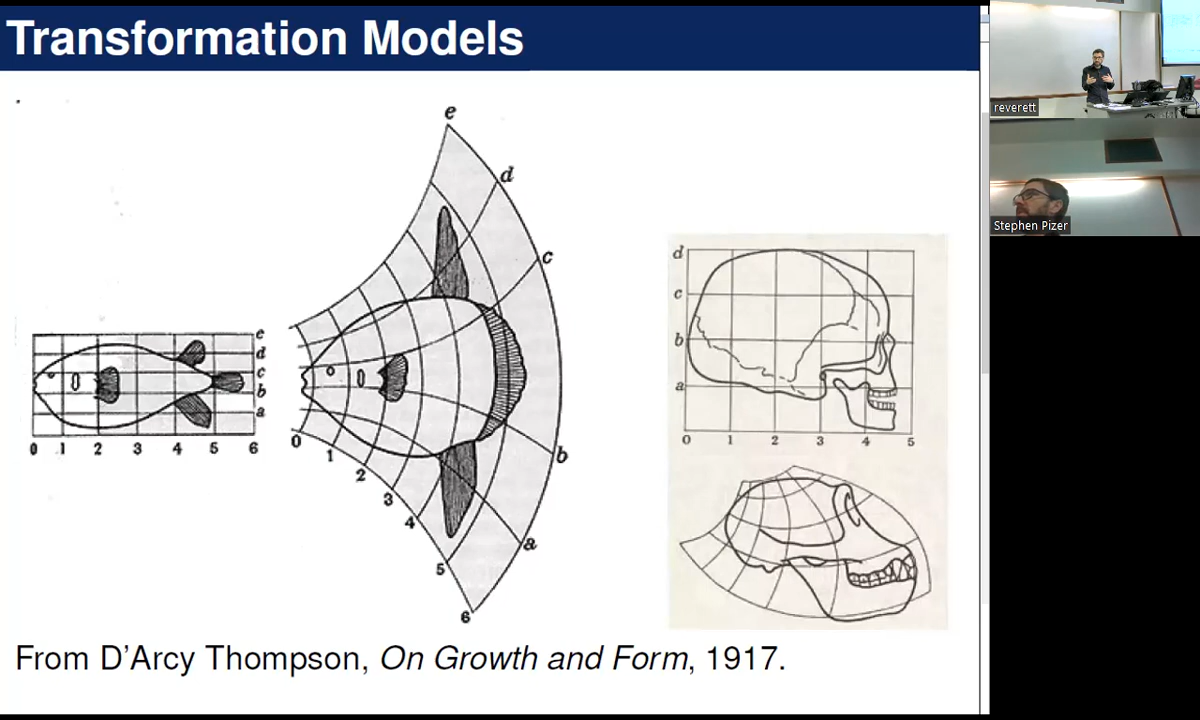 Transformation Models
e
d
c
b
a
0 1 2 3 4 5 6
e
d
c
b
a
0
1
2
3
4
5
6
d
c
b
a
0 1 2 3 4 5
From D'Arcy Thompson, On Growth and Form, 1917.
reverett
Stephen Pizer